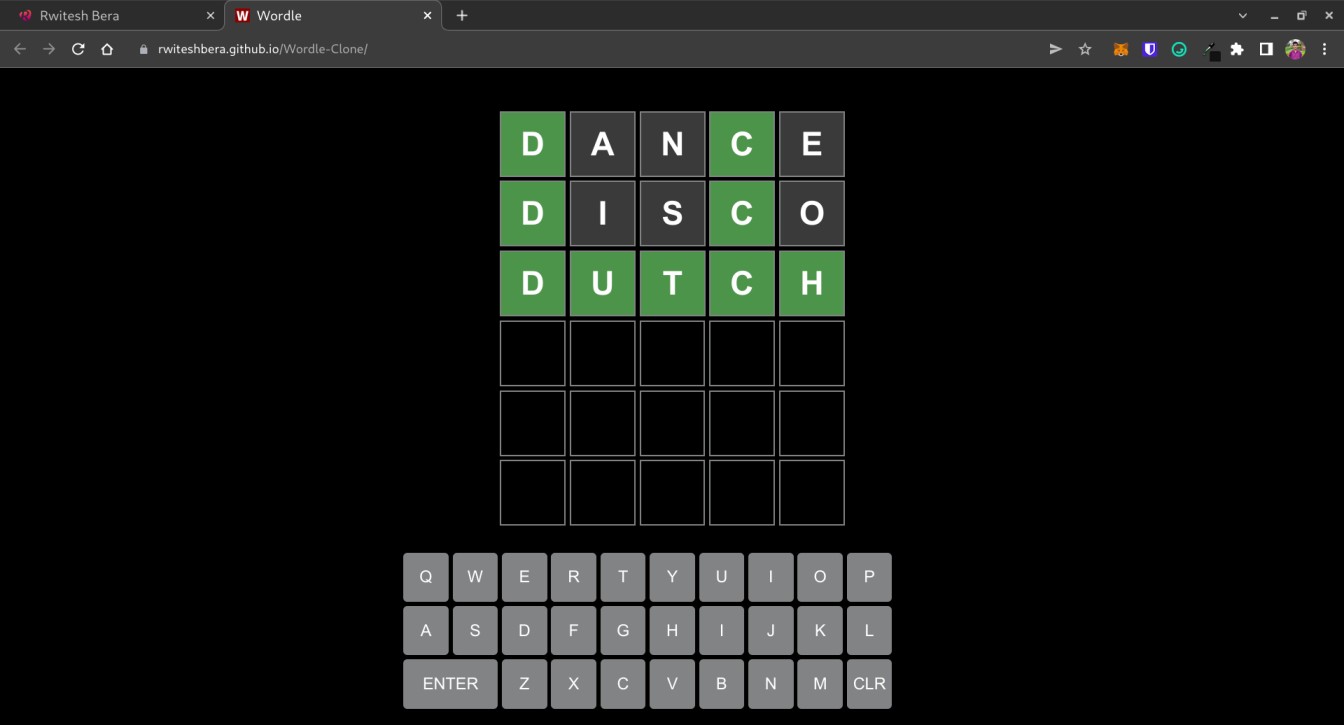 Rwitesh Bera
W Wordle
rwiteshbera.github.io/Wordle-Clone/
D A N C E
D I S C O
D U T C H
Q W E R T Y U I O P
A S D F G H I J K L
ENTER Z X C V B N M CLR